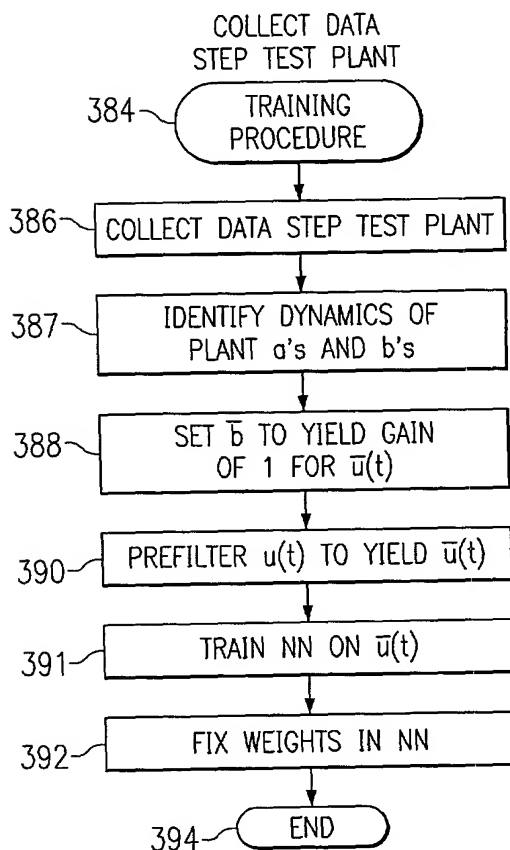 COLLECT DATA
STEP TEST PLANT
384
TRAINING
PROCEDURE
386
COLLECT DATA STEP TEST PLANT
387
IDENTIFY DYNAMICS OF
PLANT a's AND b's
388
SET b̅ TO YIELD GAIN
OF 1 FOR u̅(t)
390
PREFILTER u(t) TO YIELD u̅(t)
391
TRAIN NN ON u̅(t)
392
FIX WEIGHTS IN NN
394
END